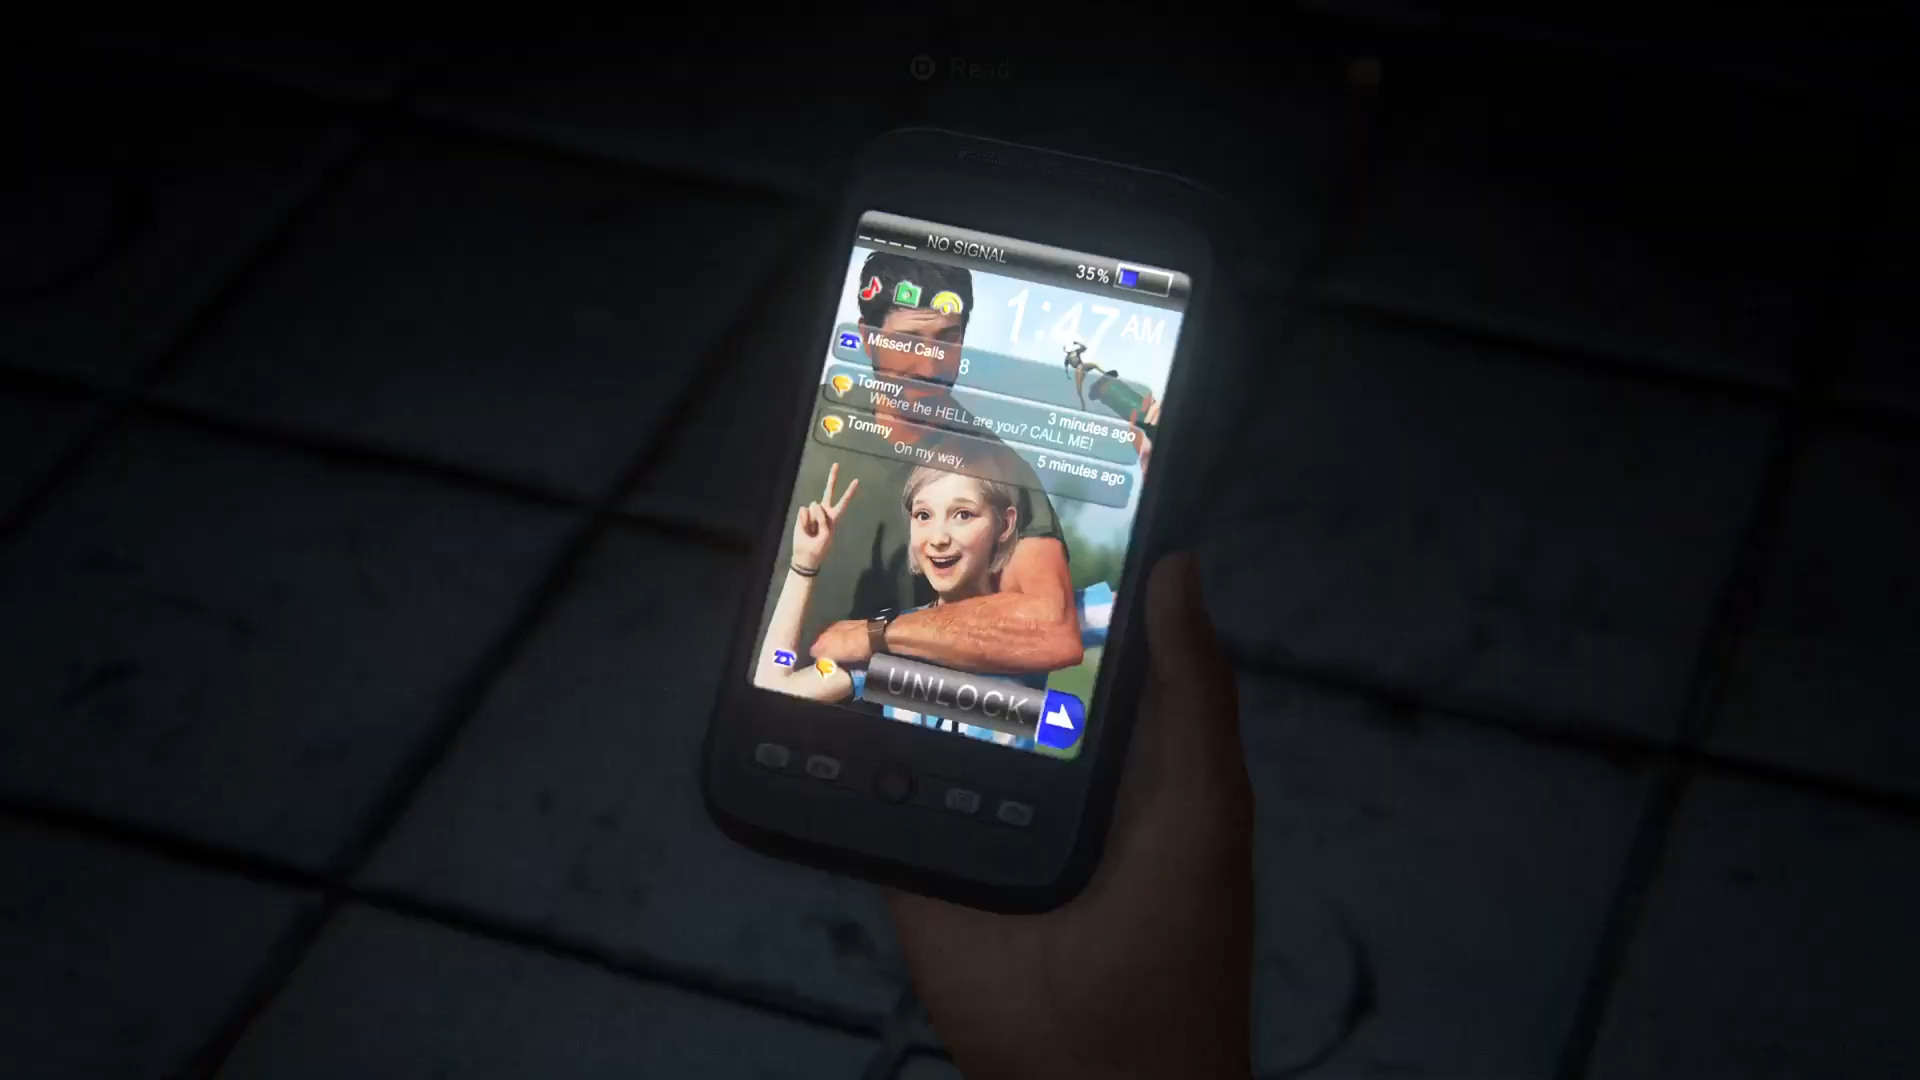 Read
NO SIGNAL
35%
1:47 AM
Missed Calls
8
Tommy
3 minutes ago
Where the HELL are you? CALL ME!
Tommy
5 minutes ago
On my way.
UNLOCK